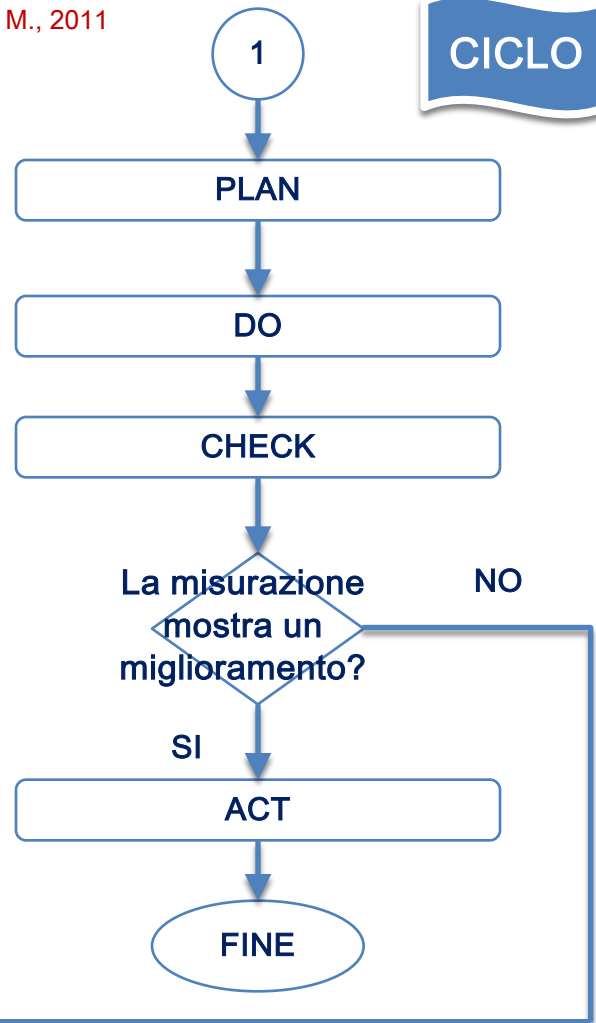 M., 2011
1
CICLO
PLAN
DO
CHECK
La misurazione
mostra un
miglioramento?
NO
SI
ACT
FINE